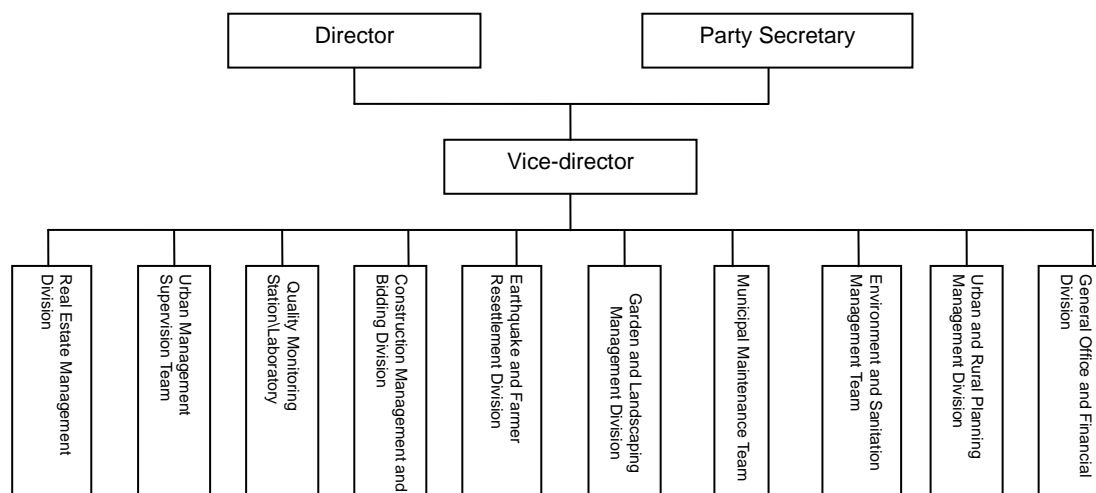 Director
Party Secretary
Vice-director
Real Estate Management
Division
Urban Management
Supervision Team
Quality Monitoring
Station\Laboratory
Construction Management and
Bidding Division
Earthquake and Farmer
Resettlement Division
Garden and Landscaping
Management Division
Municipal Maintenance Team
Environment and Sanitation
Management Team
Urban and Rural Planning
Management Division
General Office and Financial
Division